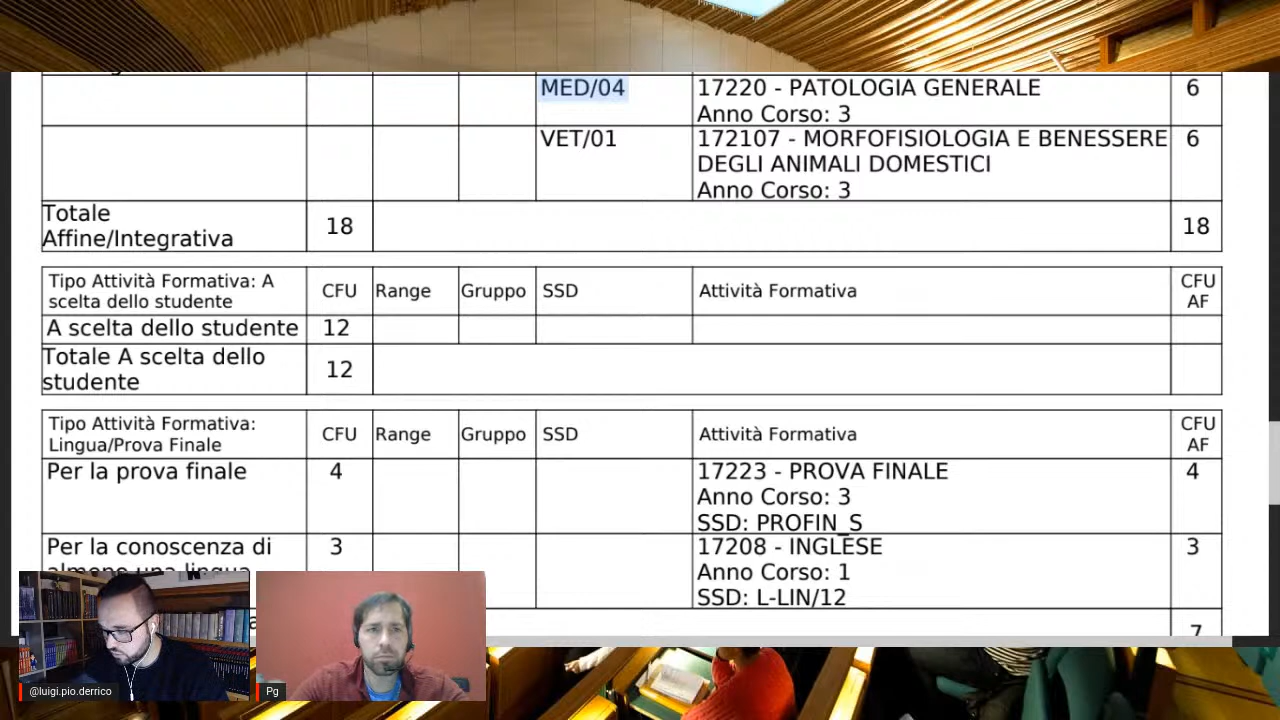 MED/04 17220 - PATOLOGIA GENERALE 6
Anno Corso: 3
VET/01 172107 - MORFOFISIOLOGIA E BENESSERE 6
DEGLI ANIMALI DOMESTICI
Anno Corso: 3
Totale
Affine/Integrativa 18 18
Tipo Attività Formativa: A
scelta dello studente CFU Range Gruppo SSD Attività Formativa CFU
AF
A scelta dello studente 12
Totale A scelta dello
studente 12
Tipo Attività Formativa:
Lingua/Prova Finale CFU Range Gruppo SSD Attività Formativa CFU
AF
Per la prova finale 4 17223 - PROVA FINALE 4
Anno Corso: 3
SSD: PROFIN_S
Per la conoscenza di 3 17208 - INGLESE 3
almeno una lingua Anno Corso: 1
SSD: L-LIN/12
7
@luigi.pio.derrico
Pg